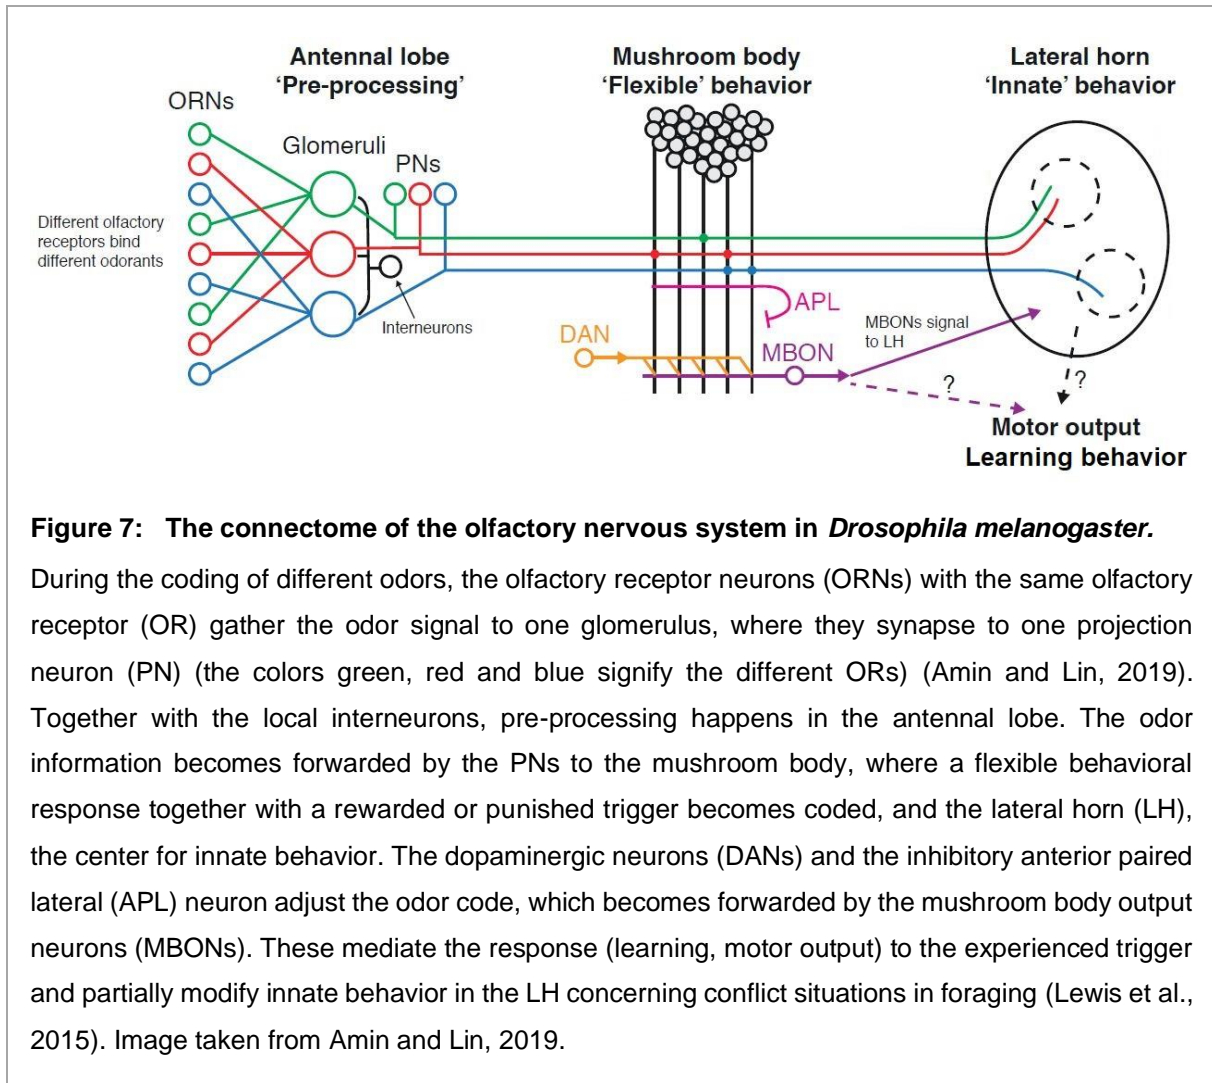 Antennal lobe
'Pre-processing'
Mushroom body
'Flexible' behavior
Lateral horn
'Innate' behavior
ORNs
Glomeruli
PNs
Different olfactory
receptors bind
different odorants
Interneurons
APL
DAN
MBON
MBONs signal
to LH
?
?
Motor output
Learning behavior
Figure 7: The connectome of the olfactory nervous system in Drosophila melanogaster.
During the coding of different odors, the olfactory receptor neurons (ORNs) with the same olfactory
receptor (OR) gather the odor signal to one glomerulus, where they synapse to one projection
neuron (PN) (the colors green, red and blue signify the different ORs) (Amin and Lin, 2019).
Together with the local interneurons, pre-processing happens in the antennal lobe. The odor
information becomes forwarded by the PNs to the mushroom body, where a flexible behavioral
response together with a rewarded or punished trigger becomes coded, and the lateral horn (LH),
the center for innate behavior. The dopaminergic neurons (DANs) and the inhibitory anterior paired
lateral (APL) neuron adjust the odor code, which becomes forwarded by the mushroom body output
neurons (MBONs). These mediate the response (learning, motor output) to the experienced trigger
and partially modify innate behavior in the LH concerning conflict situations in foraging (Lewis et al.,
2015). Image taken from Amin and Lin, 2019.